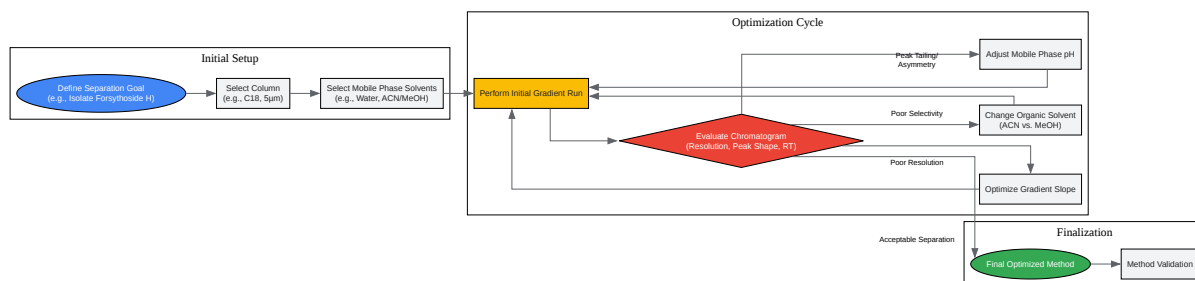 Initial Setup
Define Separation Goal
(e.g., Isolate Forsythoside H)
Select Column
(e.g., C18, 5µm)
Select Mobile Phase Solvents
(e.g., Water, ACN/MeOH)
Optimization Cycle
Perform Initial Gradient Run
Evaluate Chromatogram
(Resolution, Peak Shape, RT)
Peak Tailing/
Asymmetry
Adjust Mobile Phase pH
Poor Selectivity
Change Organic Solvent
(ACN vs. MeOH)
Poor Resolution
Optimize Gradient Slope
Acceptable Separation
Finalization
Final Optimized Method
Method Validation